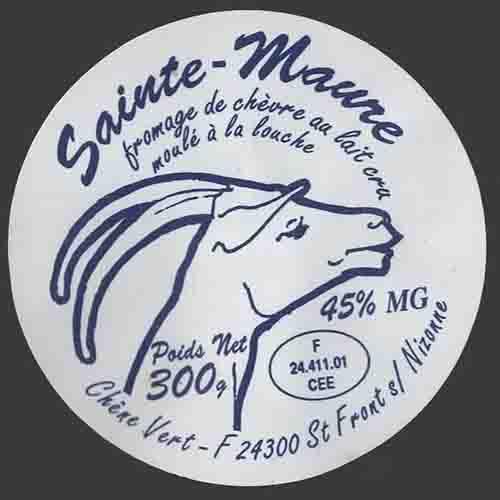 Sainte-Maure
fromage de chèvre au lait cru
moulé à la louche
45% MG
Poids Net
300g
F
24.411.01
CEE
Chêne Vert - F 24300 St Front s/ Nizonne